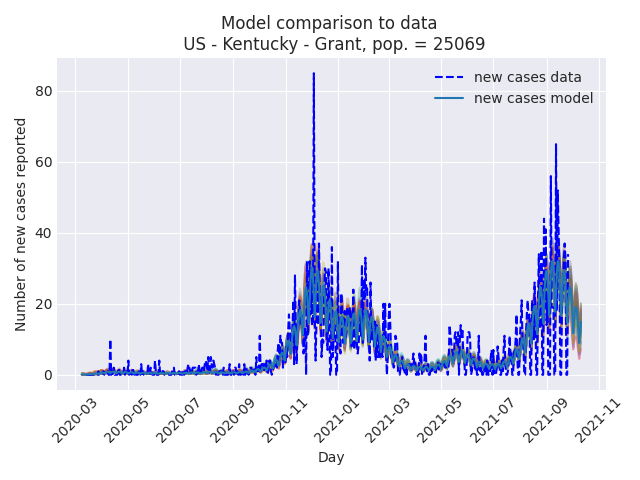 Model comparison to data
US - Kentucky - Grant, pop. = 25069
new cases data
new cases model
Number of new cases reported
80
60
40
20
0
2020-03
2020-05
2020-07
2020-09
2020-11
2021-01
2021-03
2021-05
2021-07
2021-09
2021-11
Day